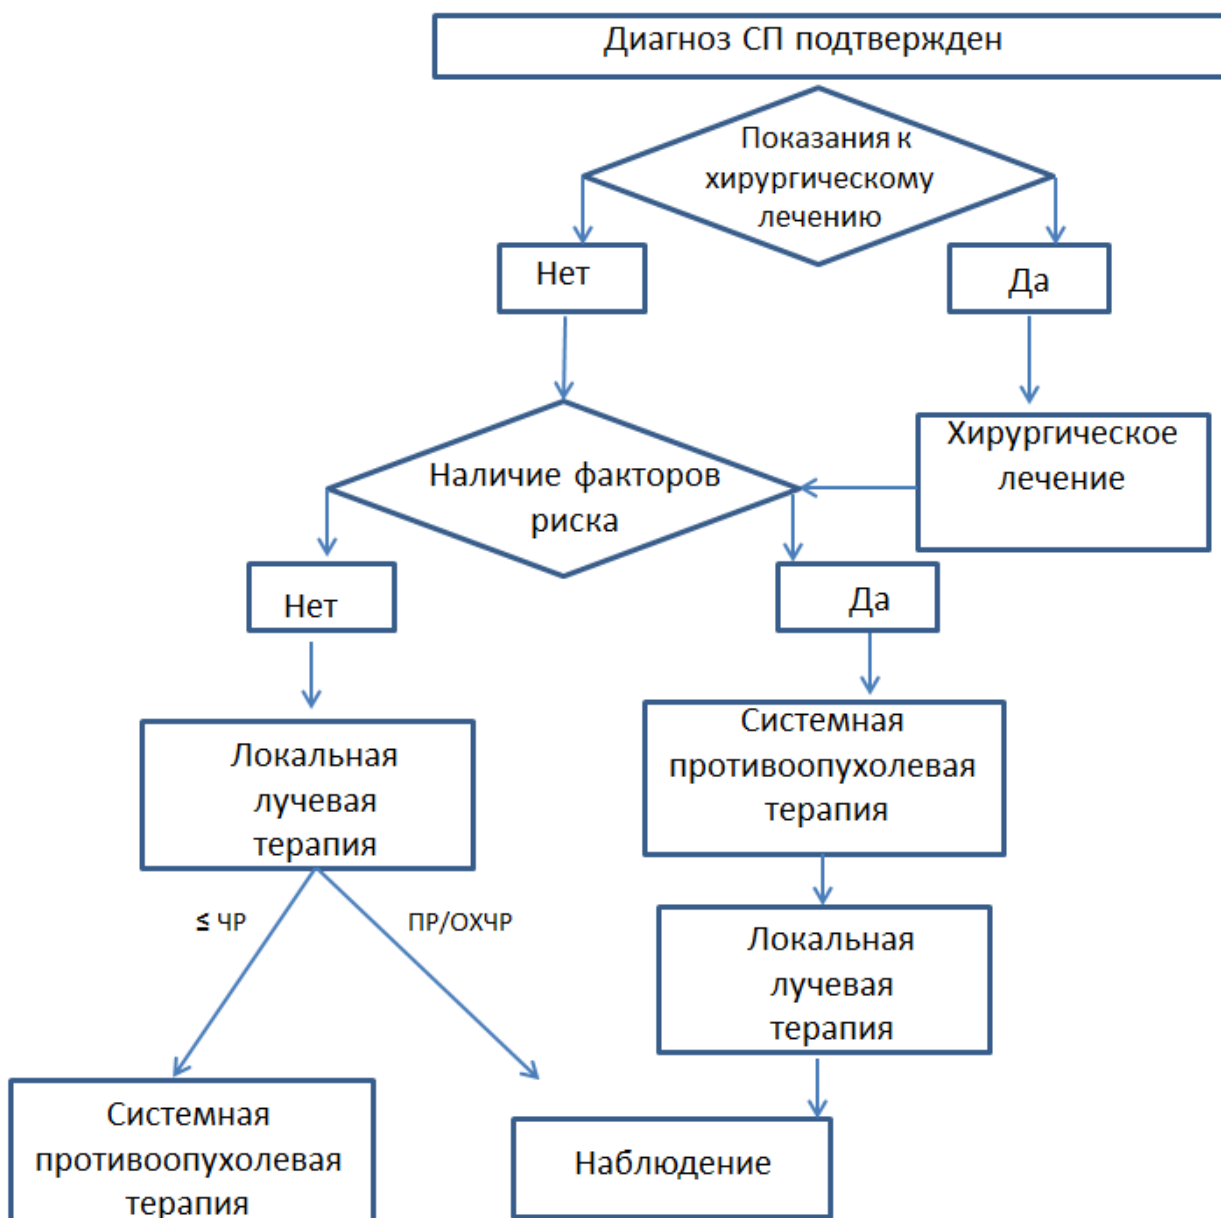 Диагноз СП подтвержден
Показания к
хирургическому
лечению
Нет
Да
Хирургическое
лечение
Наличие факторов
риска
Нет
Да
Локальная
лучевая
терапия
Системная
противоопухолевая
терапия
≤ ЧР
ПР/ОХЧР
Локальная
лучевая
терапия
Системная
противоопухолевая
терапия
Наблюдение